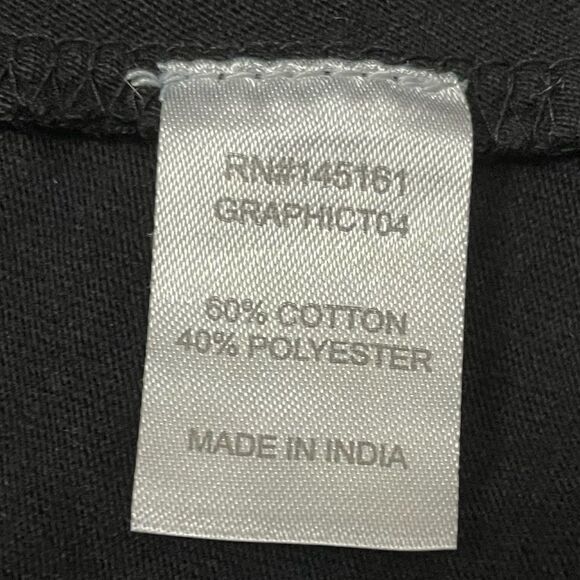 RN#145161
GRAPHICT04
60% COTTON
40% POLYESTER
MADE IN INDIA